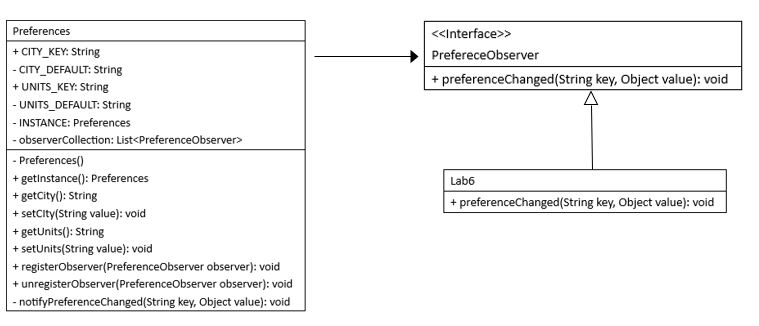 Preferences
+ CITY_KEY: String
- CITY_DEFAULT: String
+ UNITS_KEY: String
- UNITS_DEFAULT: String
- INSTANCE: Preferences
- observerCollection: List<PreferenceObserver>
- Preferences()
+ getInstance(): Preferences
+ getCity(): String
+ setCIty(String value): void
+ getUnits(): String
+ setUnits(String value): void
+ registerObserver(PreferenceObserver observer): void
+ unregisterObserver(PreferenceObserver observer): void
- notifyPreferenceChanged(String key, Object value): void
<<Interface>>
PrefereceObserver
+ preferenceChanged(String key, Object value): void
Lab6
+ preferenceChanged(String key, Object value): void